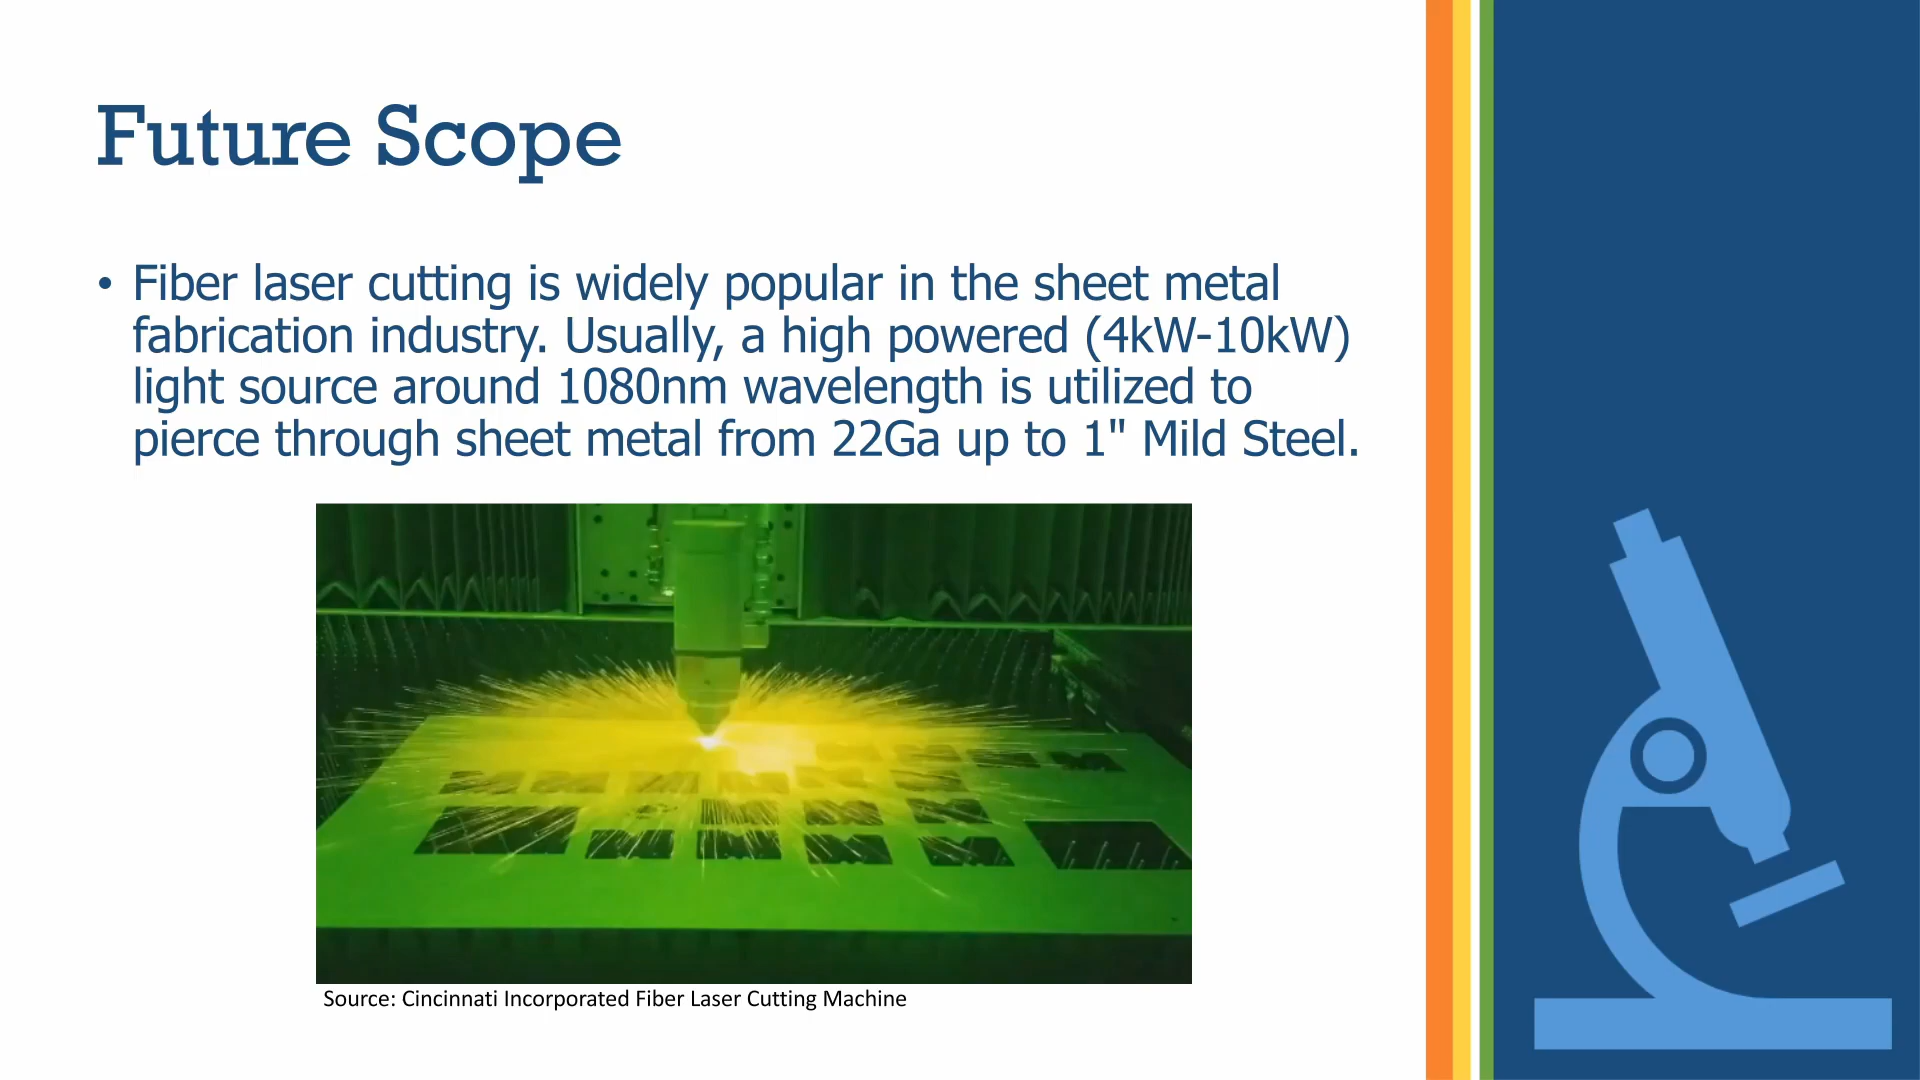 Future Scope
• Fiber laser cutting is widely popular in the sheet metal
fabrication industry. Usually, a high powered (4kW-10kW)
light source around 1080nm wavelength is utilized to
pierce through sheet metal from 22Ga up to 1" Mild Steel.
Source: Cincinnati Incorporated Fiber Laser Cutting Machine